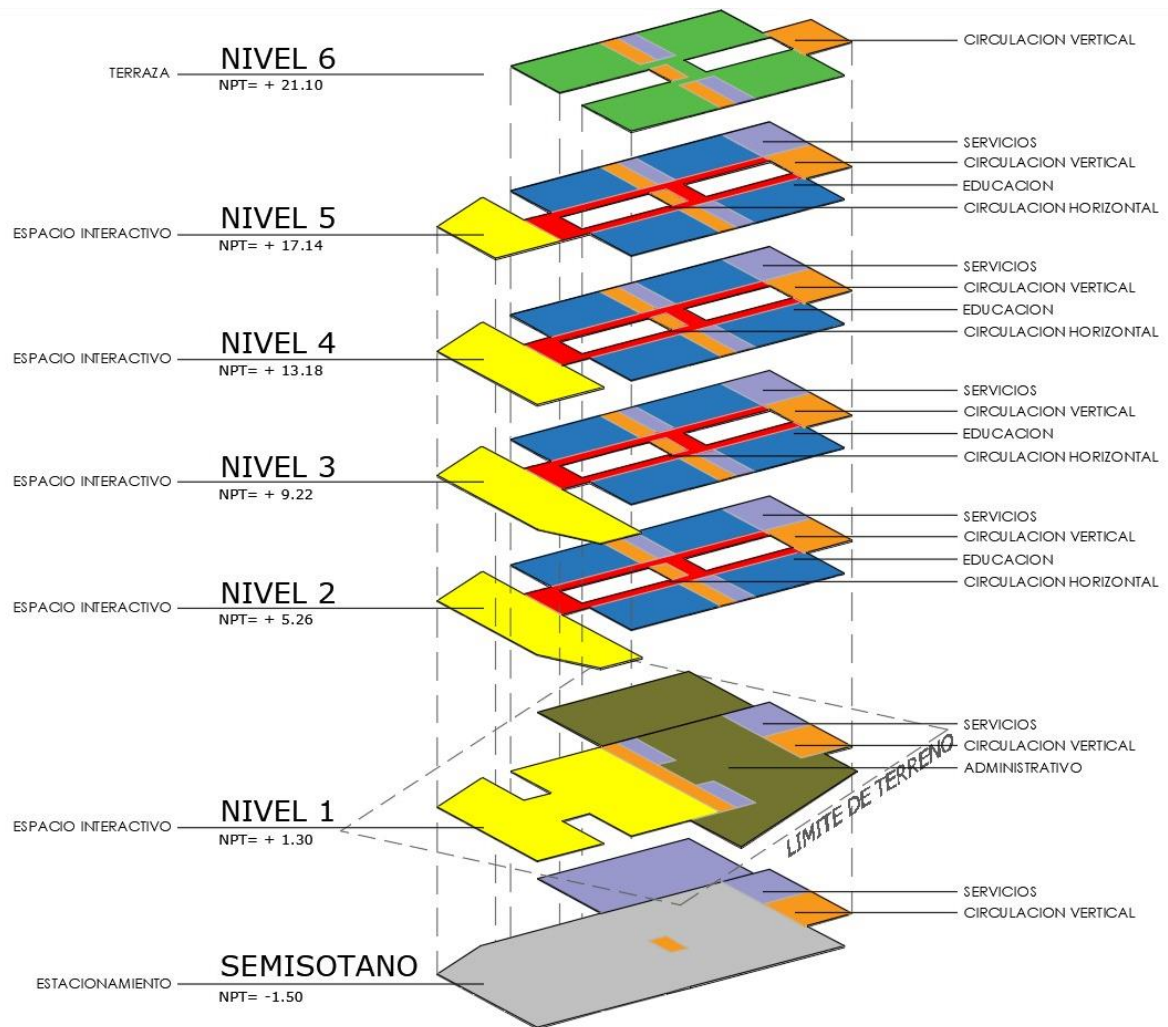 NIVEL 6
NPT= + 21.10
TERRAZA
CIRCULACION VERTICAL
NIVEL 5
NPT= + 17.14
ESPACIO INTERACTIVO
SERVICIOS
CIRCULACION VERTICAL
EDUCACION
CIRCULACION HORIZONTAL
NIVEL 4
NPT= + 13.18
ESPACIO INTERACTIVO
SERVICIOS
CIRCULACION VERTICAL
EDUCACION
CIRCULACION HORIZONTAL
NIVEL 3
NPT= + 9.22
ESPACIO INTERACTIVO
SERVICIOS
CIRCULACION VERTICAL
EDUCACION
CIRCULACION HORIZONTAL
NIVEL 2
NPT= + 5.26
ESPACIO INTERACTIVO
SERVICIOS
CIRCULACION VERTICAL
EDUCACION
CIRCULACION HORIZONTAL
NIVEL 1
NPT= + 1.30
ESPACIO INTERACTIVO
SERVICIOS
CIRCULACION VERTICAL
ADMINISTRATIVO
LIMITE DE TERRENO
SEMISOTANO
NPT= -1.50
ESTACIONAMIENTO
SERVICIOS
CIRCULACION VERTICAL